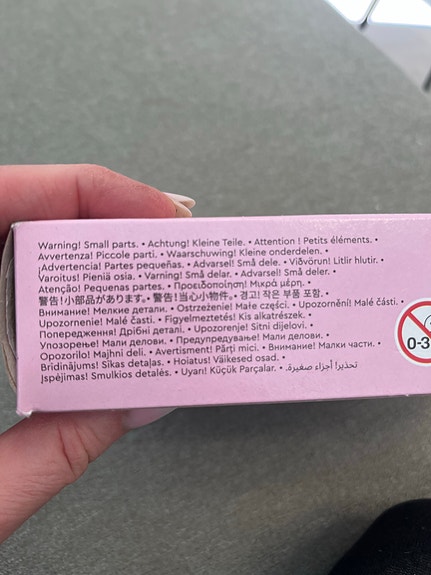 Warning! Small parts. • Achtung! Kleine Teile. • Attention ! Petits éléments. •
Avvertenza! Piccole parti. • Waarschuwing! Kleine onderdelen. •
¡Advertencia! Partes pequeñas. • Advarsel! Små dele. • Viðvörun! Litlir hlutir. •
Varoitus! Pieniä osia. • Varning! Små delar. • Advarsel! Små deler. •
Atenção! Pequenas partes. • Προειδοποίηση! Μικρά μέρη. •
警告!小部品があります。• 警告!当心小物件。• 경고! 작은 부품 포함. •
Внимание! Мелкие детали. • Ostrzeżenie! Małe części. • Upozornění! Malé části. •
Upozornenie! Malé časti. • Figyelmeztetés! Kis alkatrészek. •
Попередження! Дрібні деталі. • Upozorenje! Sitni dijelovi. •
Упозорење! Мали делови. • Предупредување! Мали делови. •
Opozorilo! Majhni deli. • Avertisment! Părți mici. • Внимание! Малки части. •
Brīdinājums! Sīkas detaļas. • Hoiatus! Väikesed osad. •
Įspėjimas! Smulkios detalės. • Uyarı! Küçük Parçalar. • تحذير! أجزاء صغيرة.
0-3